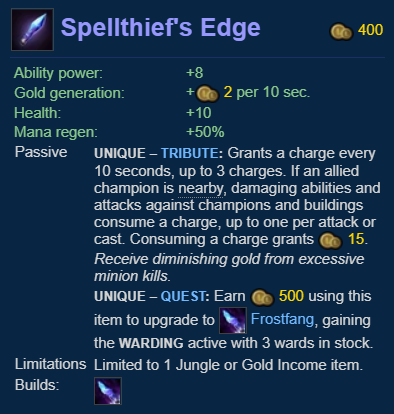 Spellthief's Edge 400
Ability power: +8
Gold generation: + 2 per 10 sec.
Health: +10
Mana regen: +50%
Passive UNIQUE – TRIBUTE: Grants a charge every
10 seconds, up to 3 charges. If an allied
champion is nearby, damaging abilities and
attacks against champions and buildings
consume a charge, up to one per attack or
cast. Consuming a charge grants 15.
Receive diminishing gold from excessive
minion kills.
UNIQUE – QUEST: Earn 500 using this
item to upgrade to Frostfang, gaining
the WARDING active with 3 wards in stock.
Limitations Limited to 1 Jungle or Gold Income item.
Builds: